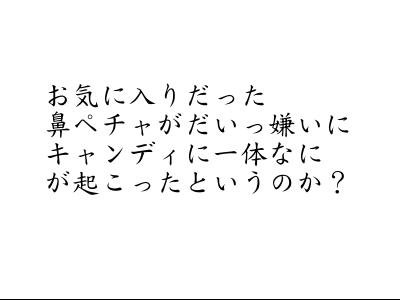 お気に入りだった
鼻ペチャがだいっ嫌いに
キャンディに一体なに
が起こったというのか？